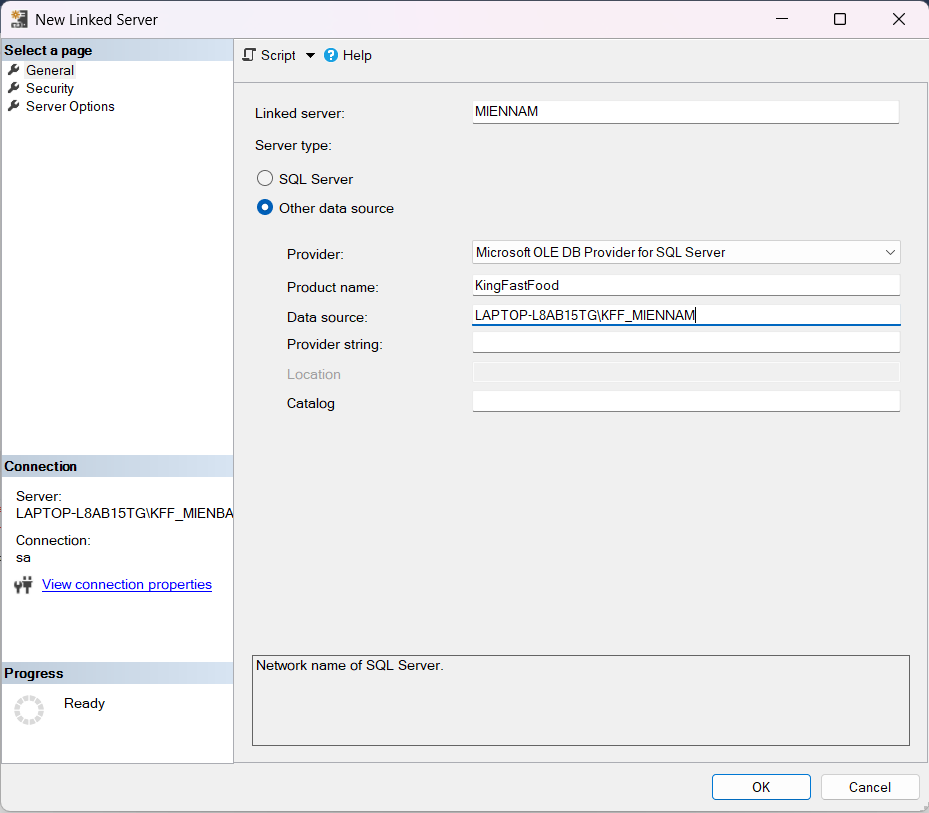 New Linked Server
Select a page
General
Security
Server Options
Script
Help
Linked server:
MIENNAM
Server type:
SQL Server
Other data source
Provider:
Microsoft OLE DB Provider for SQL Server
Product name:
KingFastFood
Data source:
LAPTOP-L8AB15TG\KFF_MIENNAM
Provider string:
Location
Catalog
Connection
Server:
LAPTOP-L8AB15TG\KFF_MIENBA
Connection:
sa
View connection properties
Progress
Ready
Network name of SQL Server.
OK
Cancel